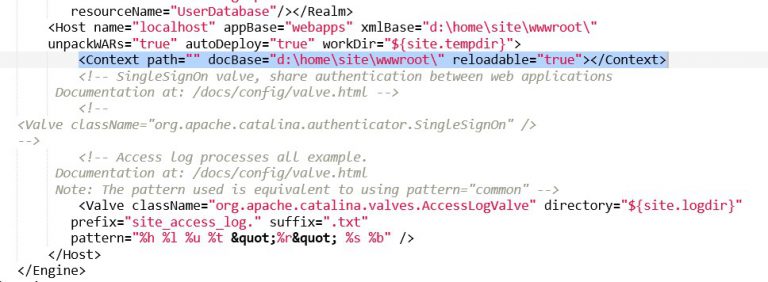 resourceName="UserDatabase"/></Realm>
<Host name="localhost" appBase="webapps" xmlBase="d:\home\site\wwwroot\"
unpackWARs="true" autoDeploy="true" workDir="${site.tempdir}">
<Context path="" docBase="d:\home\site\wwwroot\" reloadable="true"></Context>
<!-- SingleSignOn valve, share authentication between web applications
Documentation at: /docs/config/valve.html -->
<!--
<Valve className="org.apache.catalina.authenticator.SingleSignOn" />
-->
<!-- Access log processes all example.
Documentation at: /docs/config/valve.html
Note: The pattern used is equivalent to using pattern="common" -->
<Valve className="org.apache.catalina.valves.AccessLogValve" directory="${site.logdir}"
prefix="site_access_log." suffix=".txt"
pattern="%h %l %u %t &quot;%r&quot; %s %b" />
</Host>
</Engine>